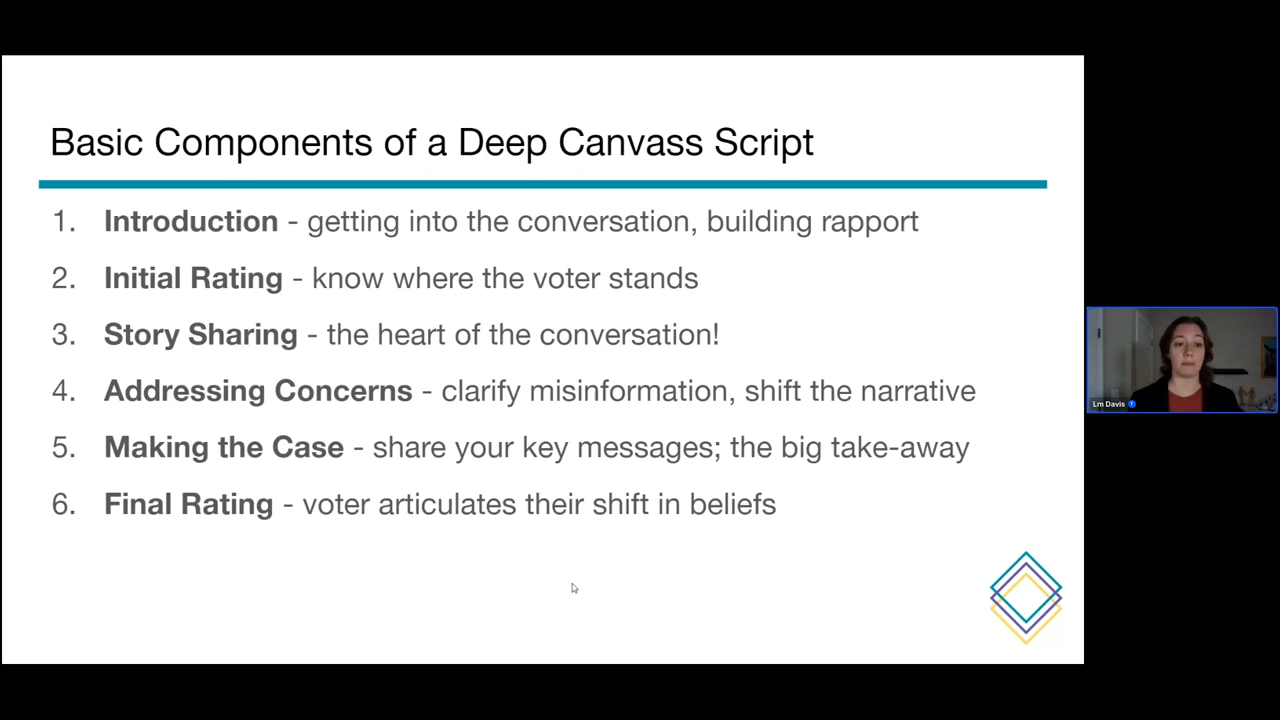 Basic Components of a Deep Canvass Script
1. Introduction - getting into the conversation, building rapport
2. Initial Rating - know where the voter stands
3. Story Sharing - the heart of the conversation!
4. Addressing Concerns - clarify misinformation, shift the narrative
5. Making the Case - share your key messages; the big take-away
6. Final Rating - voter articulates their shift in beliefs
Lm Davis